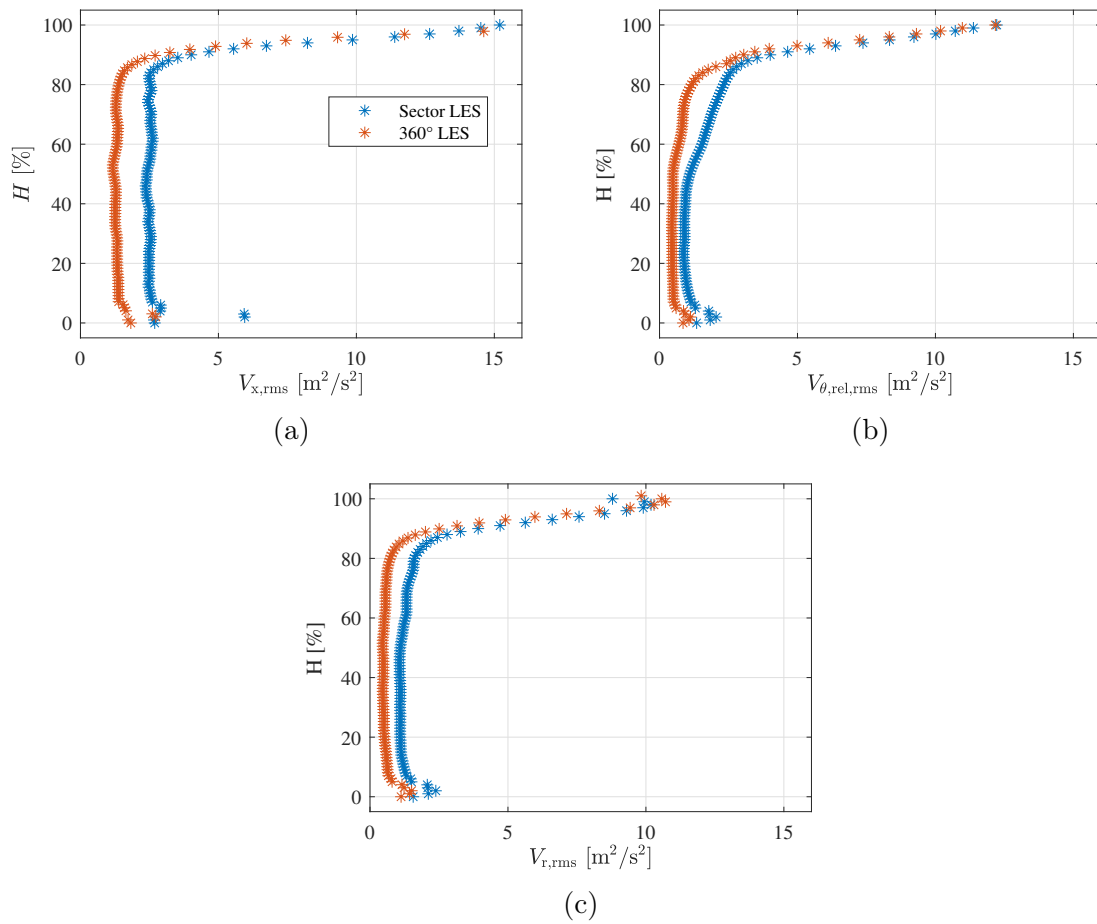 100
80
60
40
20
0
H [%]
Sector LES
360° LES
0 5 10 15
V_x,rms [m²/s²]
(a)
100
80
60
40
20
0
H [%]
0 5 10 15
V_θ,rel,rms [m²/s²]
(b)
100
80
60
40
20
0
H [%]
0 5 10 15
V_r,rms [m²/s²]
(c)